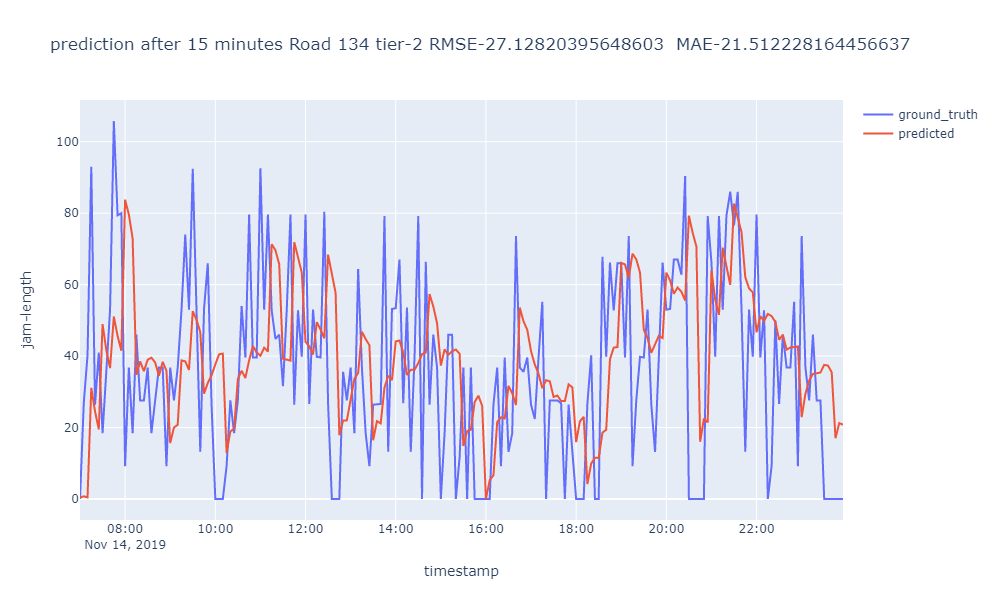 prediction after 15 minutes Road 134 tier-2 RMSE-27.12820395648603  MAE-21.512228164456637
ground_truth
predicted
100
80
60
40
20
0
jam-length
08:00 10:00 12:00 14:00 16:00 18:00 20:00 22:00
Nov 14, 2019
timestamp